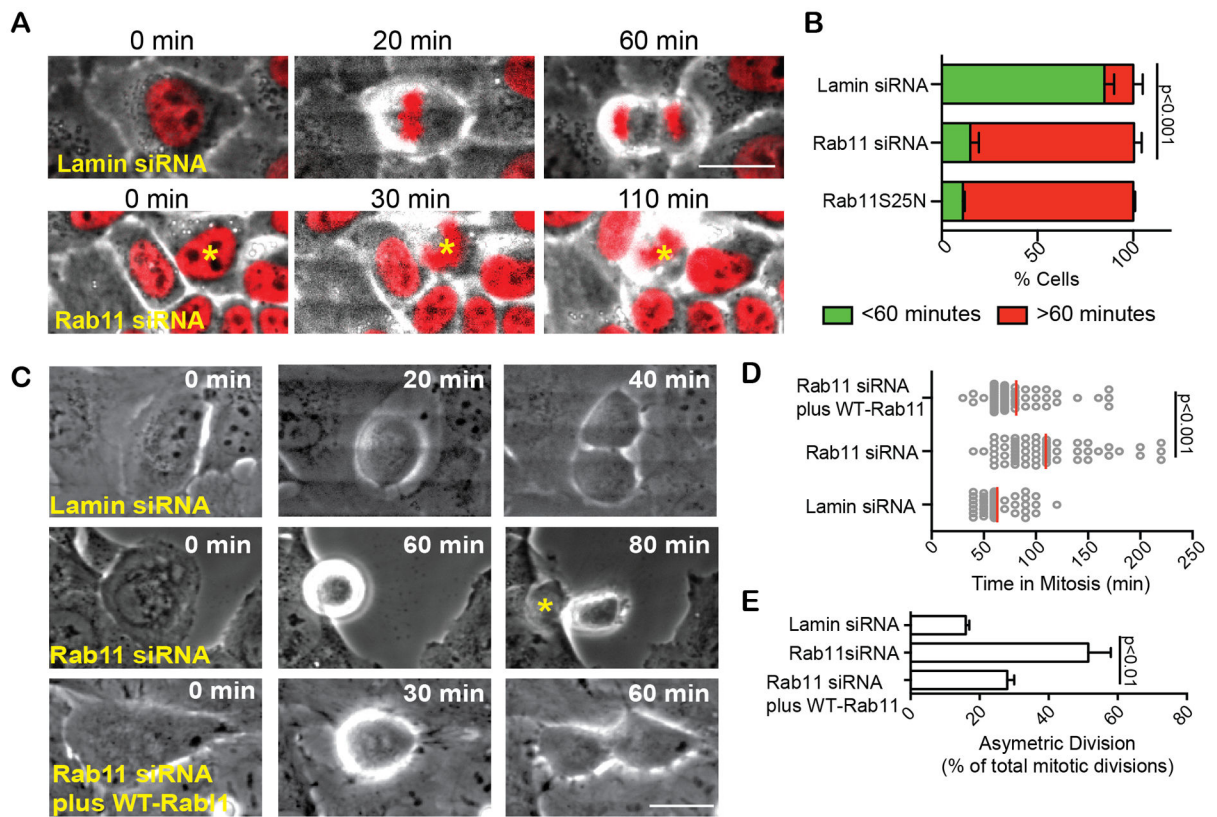 A
0 min
20 min
60 min
Lamin siRNA
0 min
30 min
110 min
*
*
*
Rab11 siRNA
B
Lamin siRNA
Rab11 siRNA
Rab11S25N
p<0.001
0
50
100
% Cells
<60 minutes
>60 minutes
C
0 min
20 min
40 min
Lamin siRNA
0 min
60 min
80 min
*
Rab11 siRNA
0 min
30 min
60 min
Rab11 siRNA
plus WT-Rab11
D
Rab11 siRNA
plus WT-Rab11
Rab11 siRNA
Lamin siRNA
p<0.001
0
50
100
150
200
250
Time in Mitosis (min)
E
Lamin siRNA
Rab11siRNA
Rab11 siRNA
plus WT-Rab11
p<0.01
0
20
40
60
80
Asymetric Division
(% of total mitotic divisions)